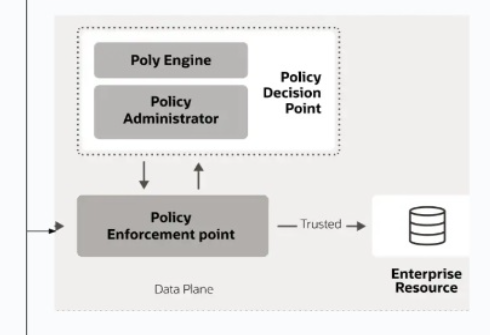 Poly Engine
Policy
Administrator
Policy
Decision
Point
Policy
Enforcement point
Trusted
Enterprise
Resource
Data Plane